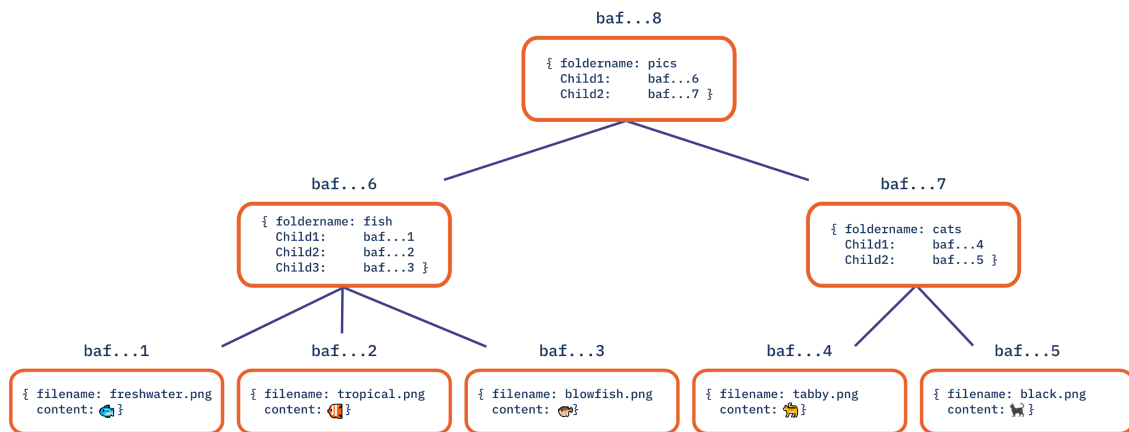 baf...8
{ foldername: pics
Child1: baf...6
Child2: baf...7 }
baf...6
{ foldername: fish
Child1: baf...1
Child2: baf...2
Child3: baf...3 }
baf...7
{ foldername: cats
Child1: baf...4
Child2: baf...5 }
baf...1
{ filename: freshwater.png
content: }
baf...2
{ filename: tropical.png
content: }
baf...3
{ filename: blowfish.png
content: }
baf...4
{ filename: tabby.png
content: }
baf...5
{ filename: black.png
content: }